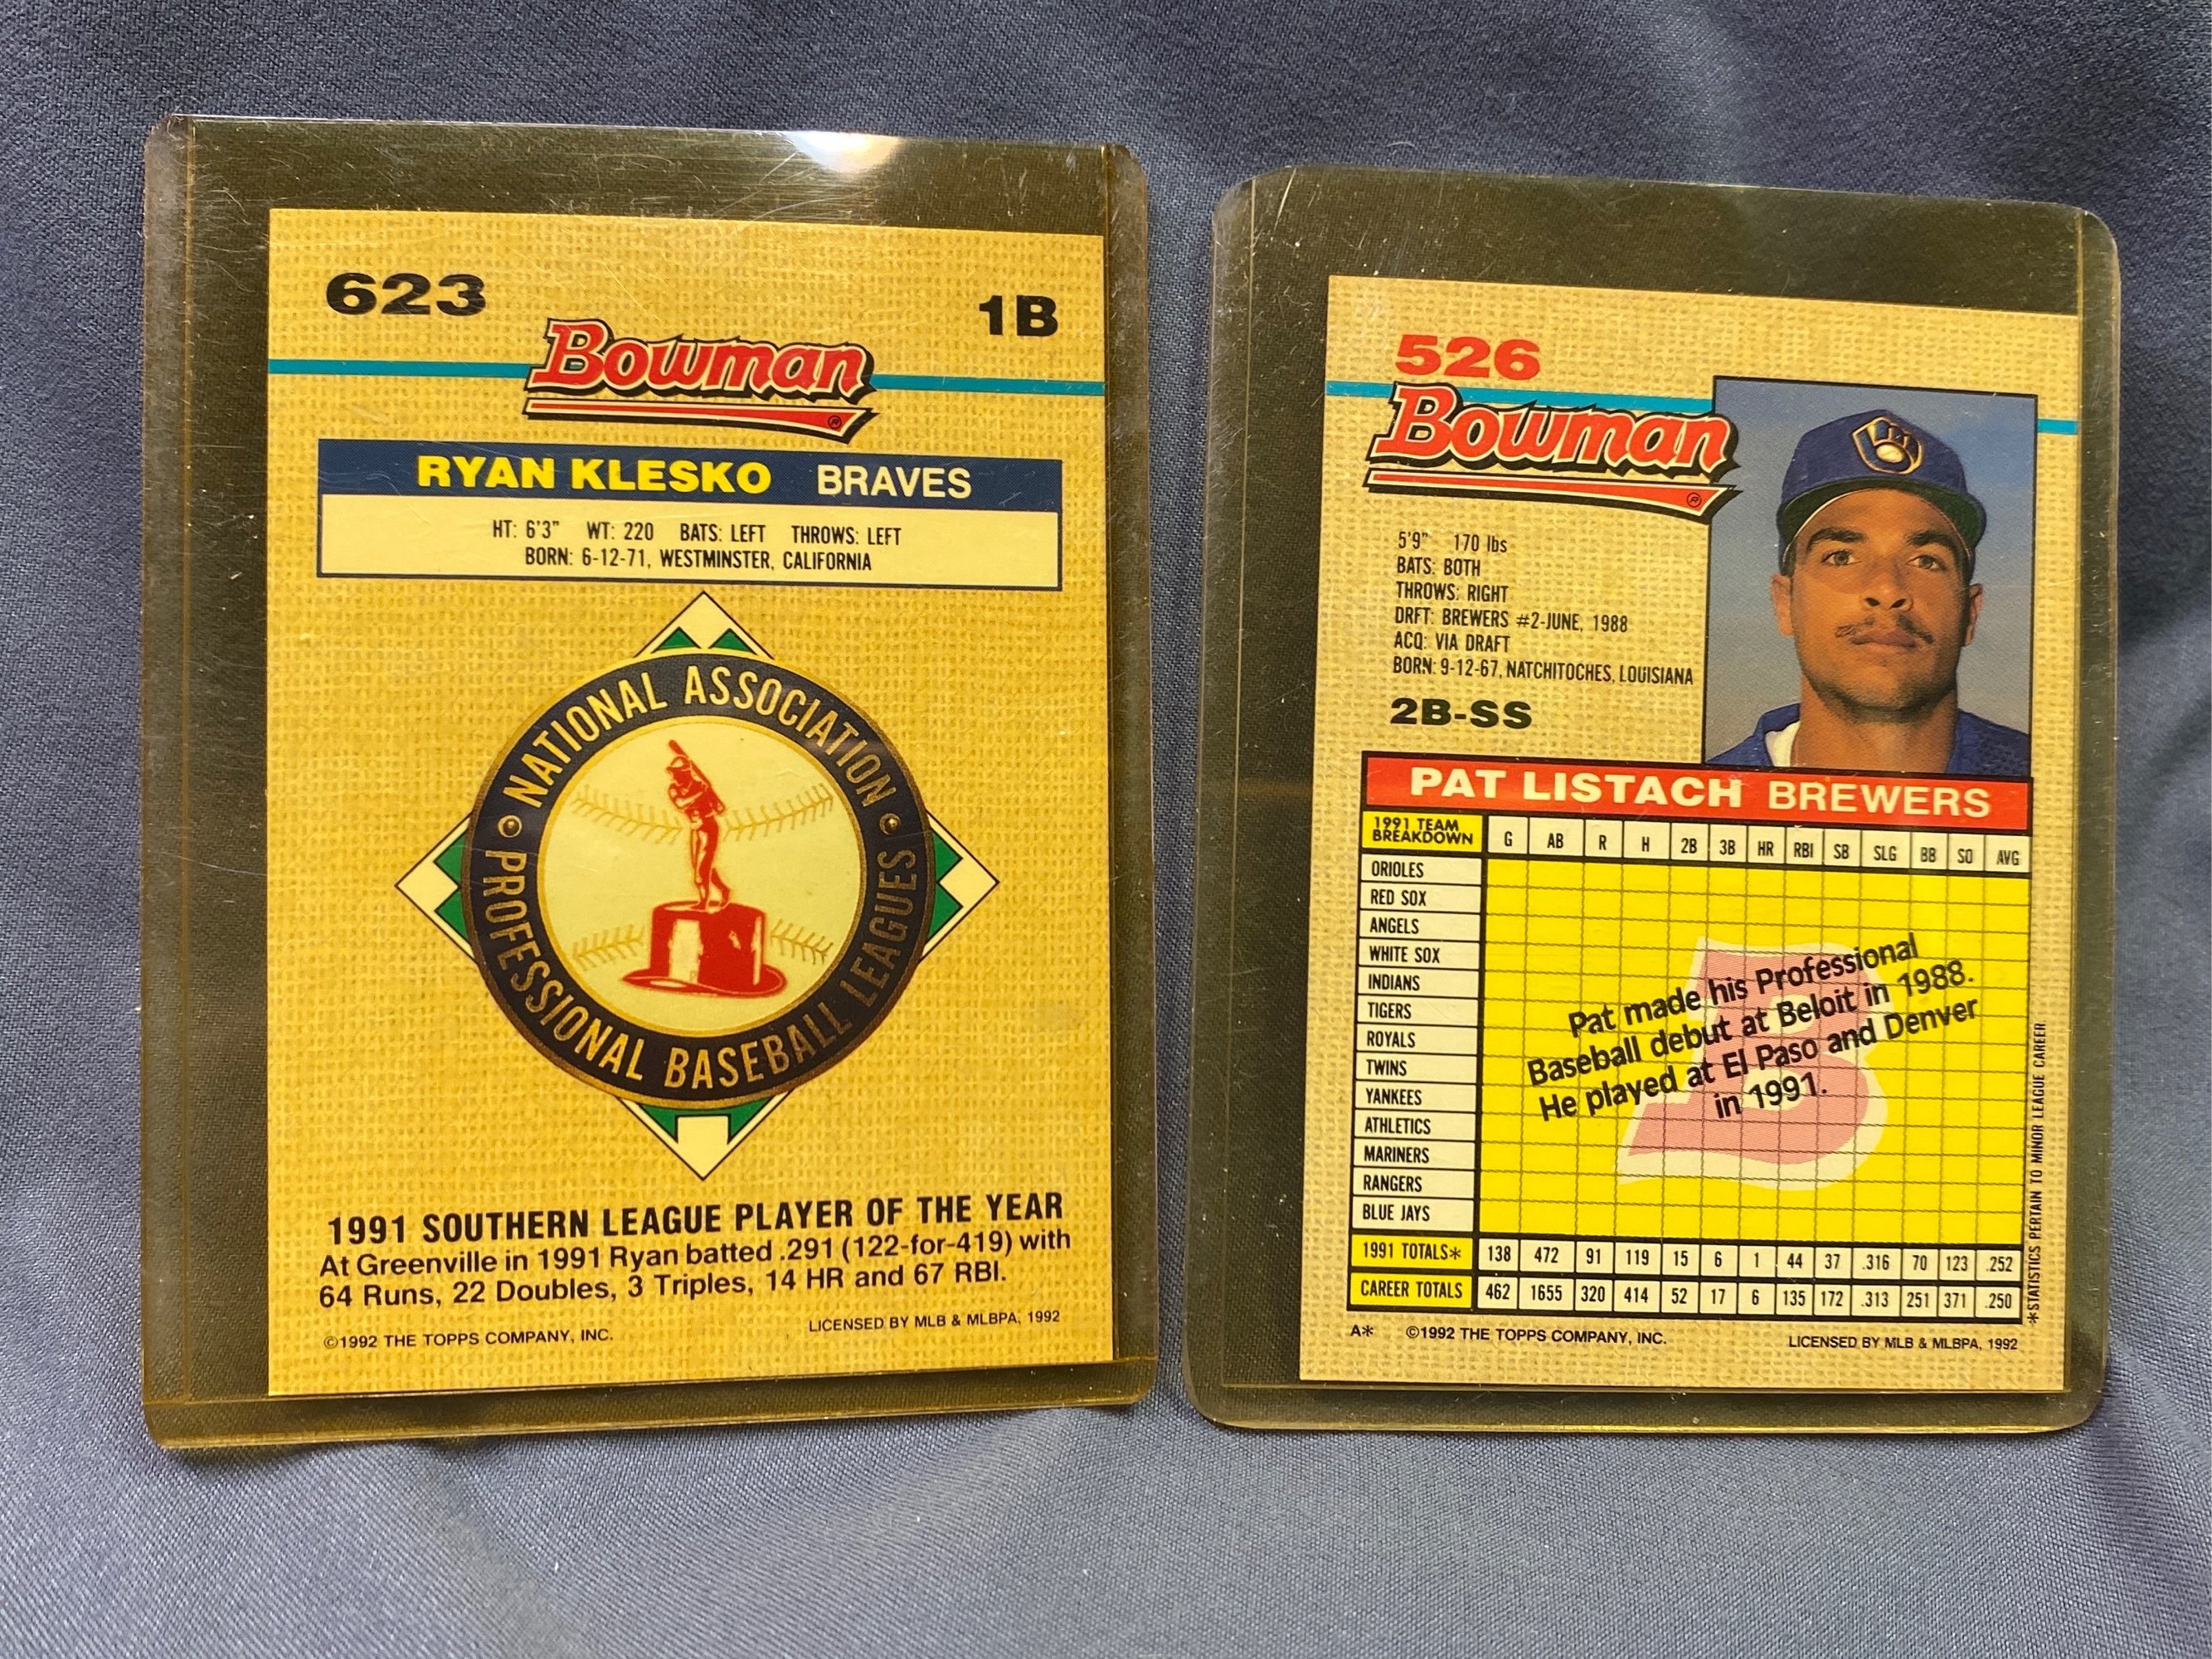 623
1B
Bowman®
RYAN KLESKO BRAVES
HT: 6'3" WT: 220 BATS: LEFT THROWS: LEFT
BORN: 6-12-71, WESTMINSTER, CALIFORNIA
NATIONAL ASSOCIATION
PROFESSIONAL BASEBALL LEAGUES
1991 SOUTHERN LEAGUE PLAYER OF THE YEAR
At Greenville in 1991 Ryan batted .291 (122-for-419) with
64 Runs, 22 Doubles, 3 Triples, 14 HR and 67 RBI.
©1992 THE TOPPS COMPANY, INC. LICENSED BY MLB & MLBPA, 1992
526
Bowman®
5'9" 170 lbs
BATS: BOTH
THROWS: RIGHT
DRFT: BREWERS #2-JUNE, 1988
ACQ: VIA DRAFT
BORN: 9-12-67, NATCHITOCHES, LOUISIANA
2B-SS
PAT LISTACH BREWERS
1991 TEAM
BREAKDOWN
G AB R H 2B 3B HR RBI SB SLG BB SO AVG
ORIOLES
RED SOX
ANGELS
WHITE SOX
INDIANS
TIGERS
ROYALS
TWINS
YANKEES
ATHLETICS
MARINERS
RANGERS
BLUE JAYS
B
Pat made his Professional
Baseball debut at Beloit in 1988.
He played at El Paso and Denver
in 1991.
1991 TOTALS* 138 472 91 119 15 6 1 44 37 .316 70 123 .252
CAREER TOTALS 462 1655 320 414 52 17 6 135 172 .313 251 371 .250
*STATISTICS PERTAIN TO MINOR LEAGUE CAREER
A* ©1992 THE TOPPS COMPANY, INC. LICENSED BY MLB & MLBPA, 1992